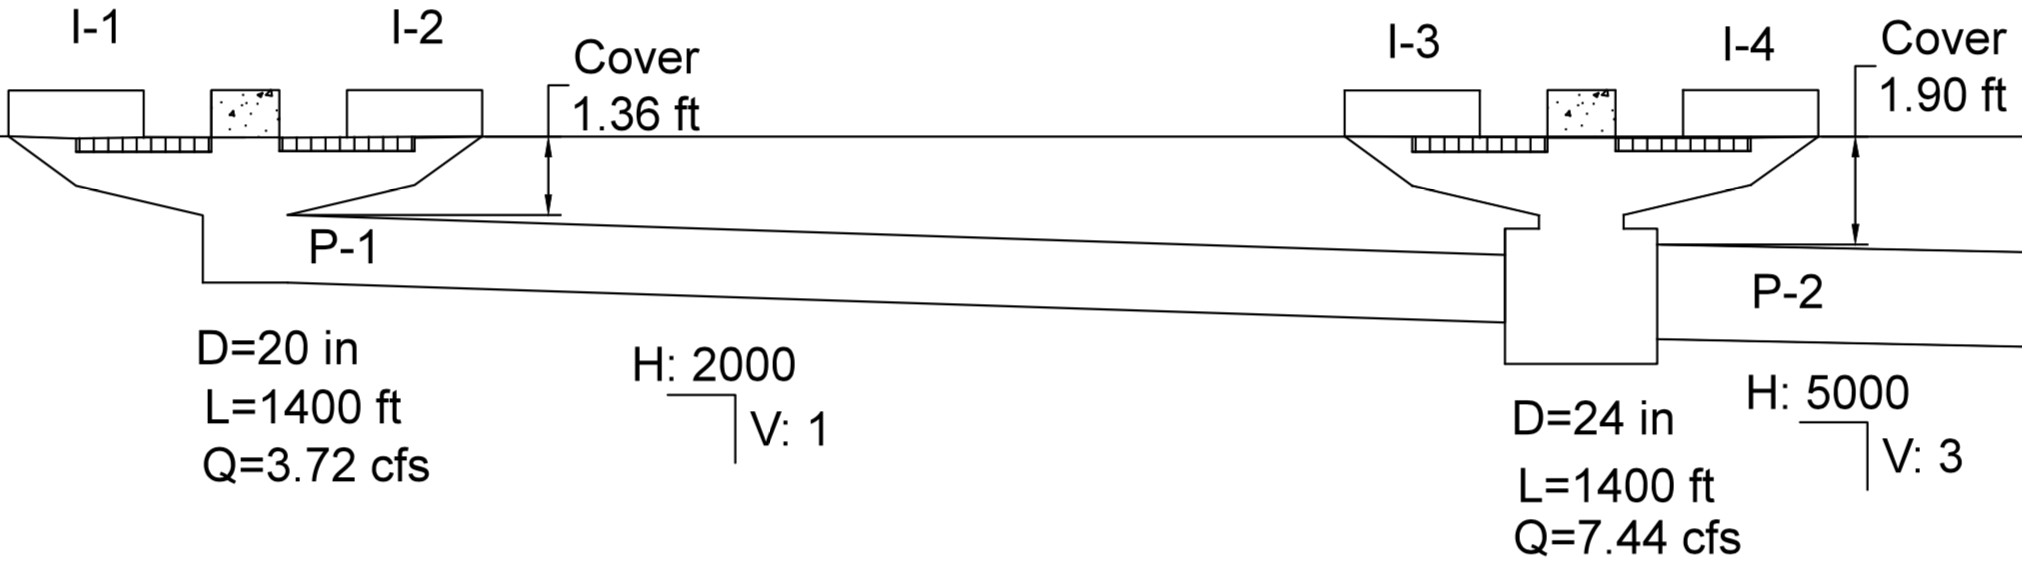 I-1
I-2
Cover
1.36 ft
I-3
I-4
Cover
1.90 ft
P-1
P-2
D=20 in
L=1400 ft
Q=3.72 cfs
H: 2000
V: 1
D=24 in
L=1400 ft
Q=7.44 cfs
H: 5000
V: 3